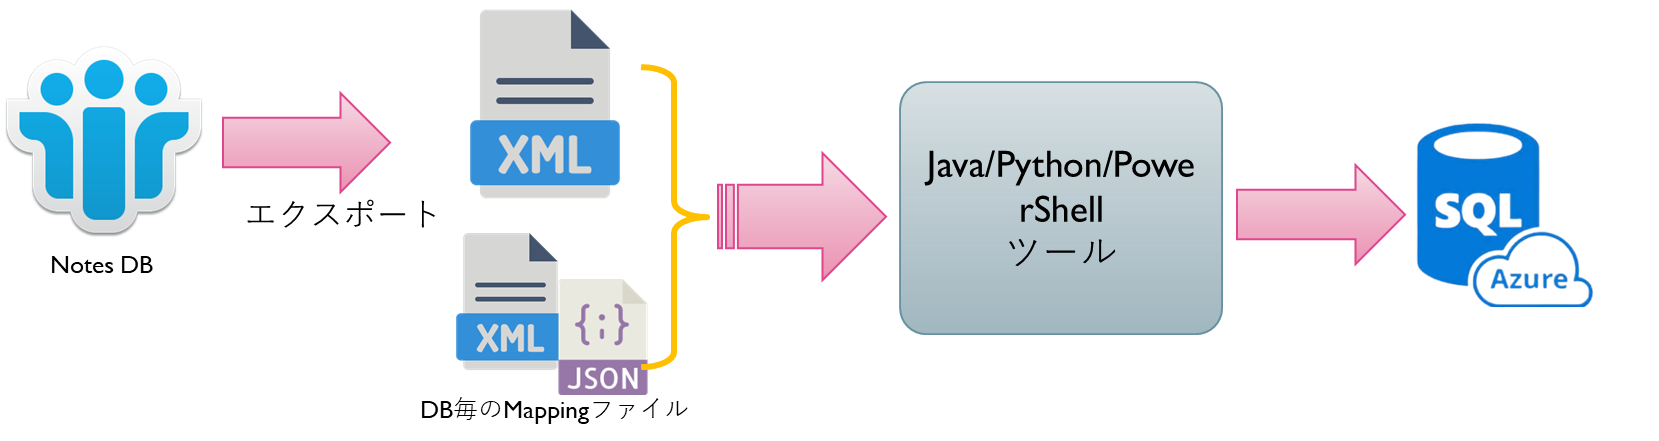 Notes DB
エクスポート
XML
XML
{;}
JSON
DB毎のMappingファイル
Java/Python/Powe
rShell
ツール
SQL
Azure